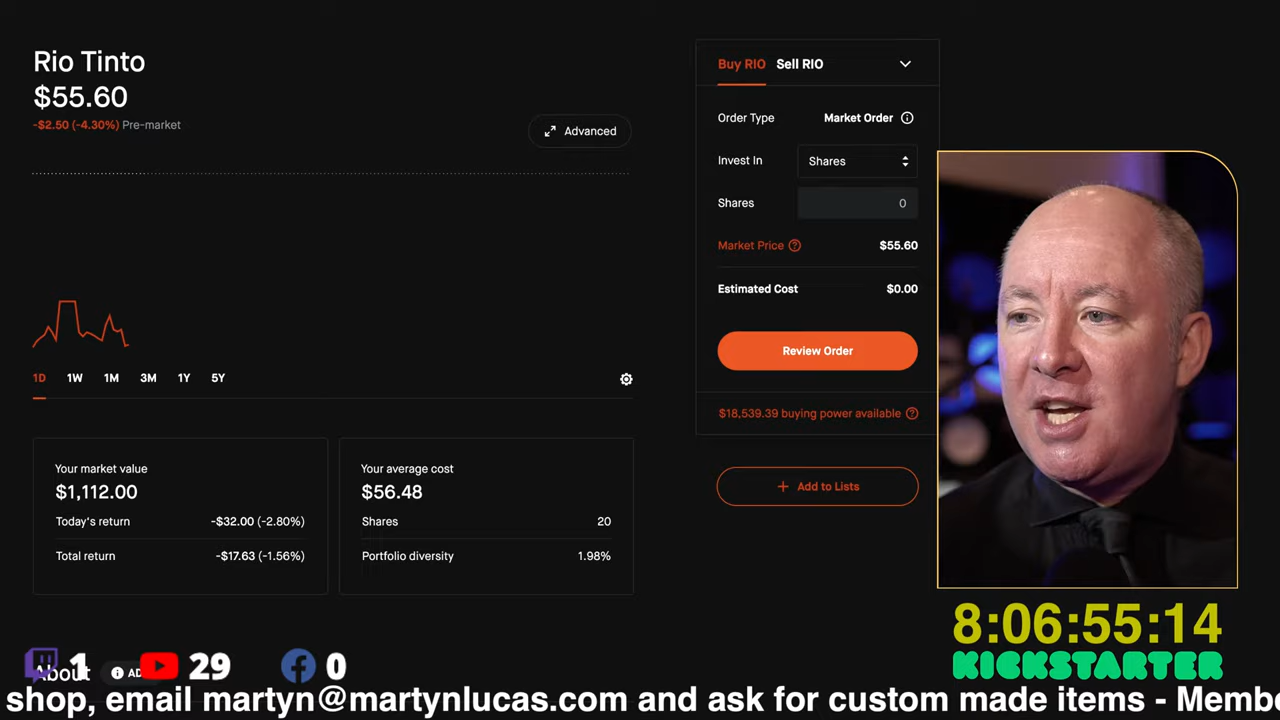 Rio Tinto
$55.60
-$2.50 (-4.30%) Pre-market
Advanced
1D 1W 1M 3M 1Y 5Y
Your market value
$1,112.00
Today's return -$32.00 (-2.80%)
Total return -$17.63 (-1.56%)
Your average cost
$56.48
Shares 20
Portfolio diversity 1.98%
Buy RIO Sell RIO
Order Type Market Order
Invest In Shares
Shares 0
Market Price $55.60
Estimated Cost $0.00
Review Order
$18,539.39 buying power available
+ Add to Lists
8:06:55:14
KICKSTARTER
About
1 29 0
shop, email martyn@martynlucas.com and ask for custom made items - Membe